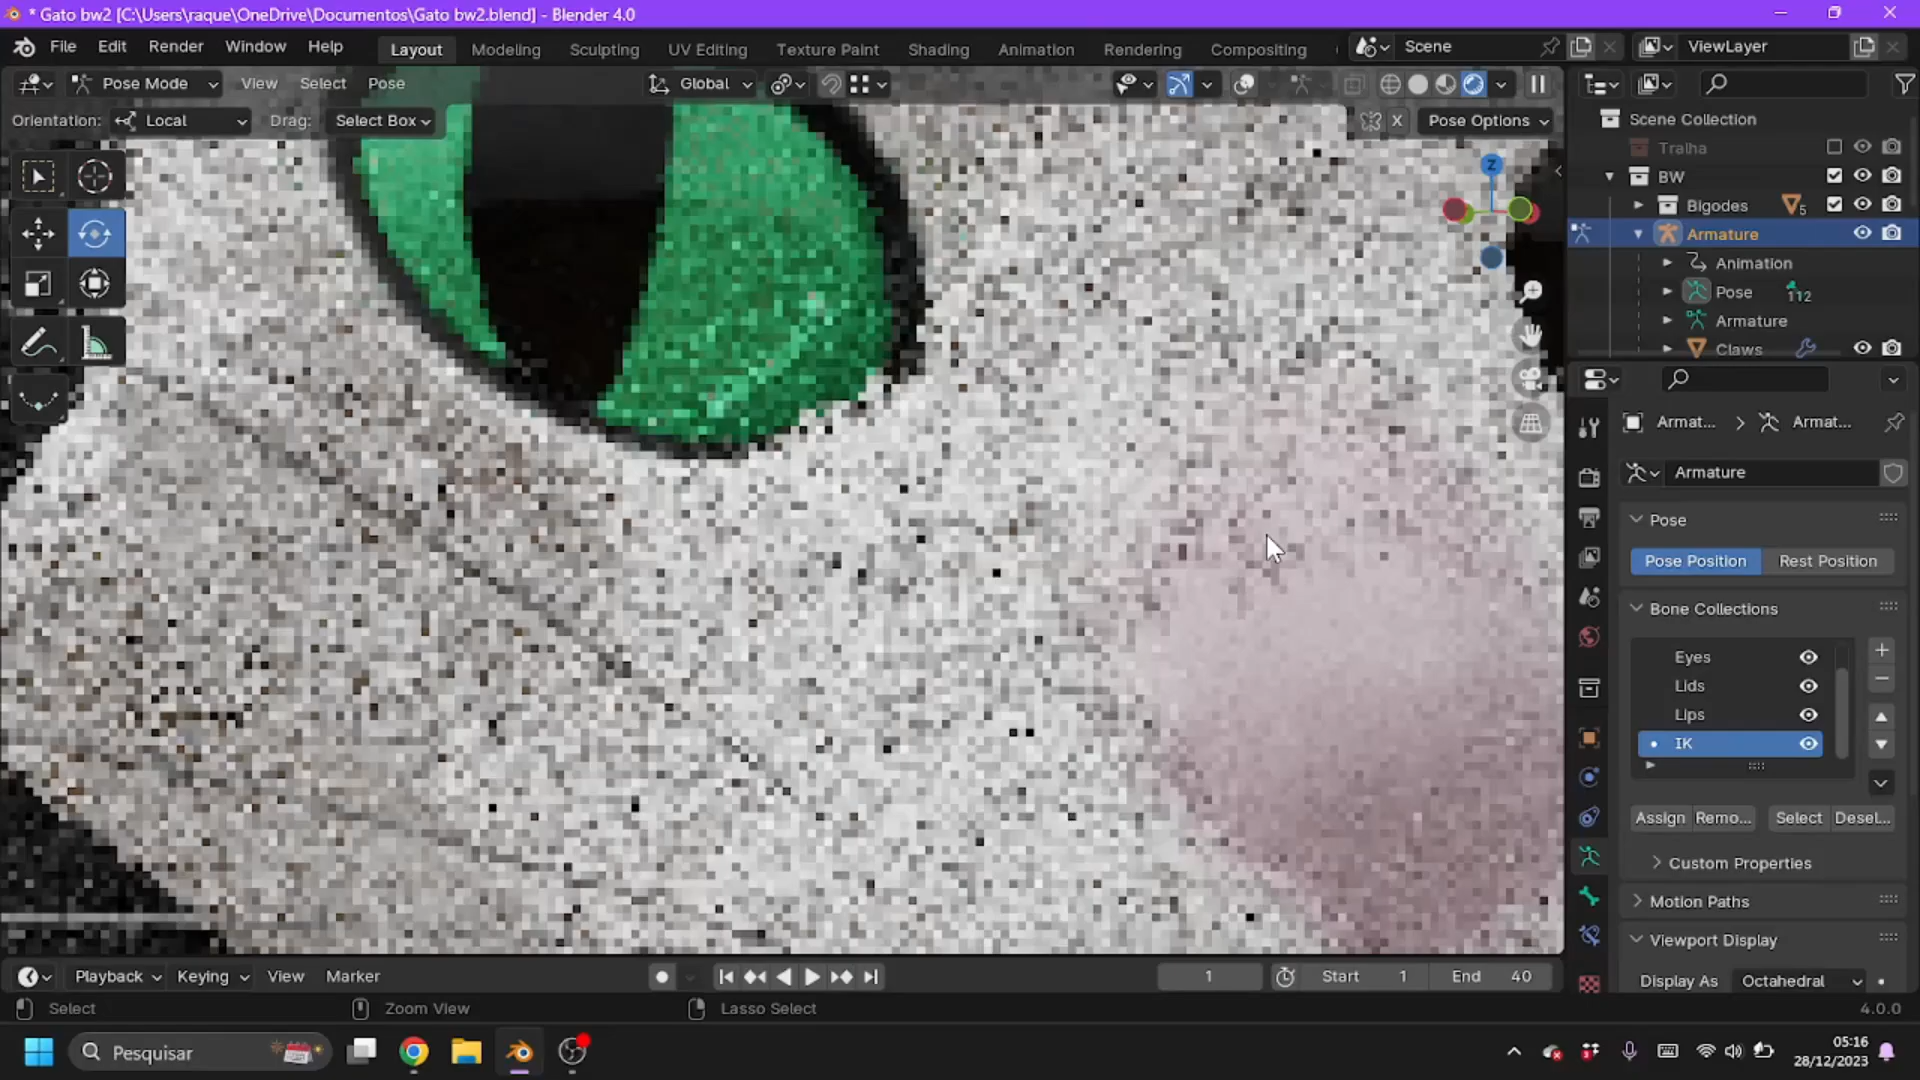 * Gato bw2 [C:\Users\raque\OneDrive\Documentos\Gato bw2.blend] - Blender 4.0
File Edit Render Window Help Layout Modeling Sculpting UV Editing Texture Paint Shading Animation Rendering Compositing Scene ViewLayer
Pose Mode View Select Pose Global
Orientation: Local Drag: Select Box X Pose Options
Z
Scene Collection
Tralha
BW
Bigodes 5
Armature
Animation
Pose 112
Armature
Claws
Armat... Armat...
Armature
Pose
Pose Position Rest Position
Bone Collections
Eyes
Lids
Lips
IK
Assign Remo... Select Desel...
Custom Properties
Motion Paths
Viewport Display
Display As Octahedral
Playback Keying View Marker 1 Start 1 End 40
Select Zoom View Lasso Select 4.0.0
Pesquisar
05:16
28/12/2023